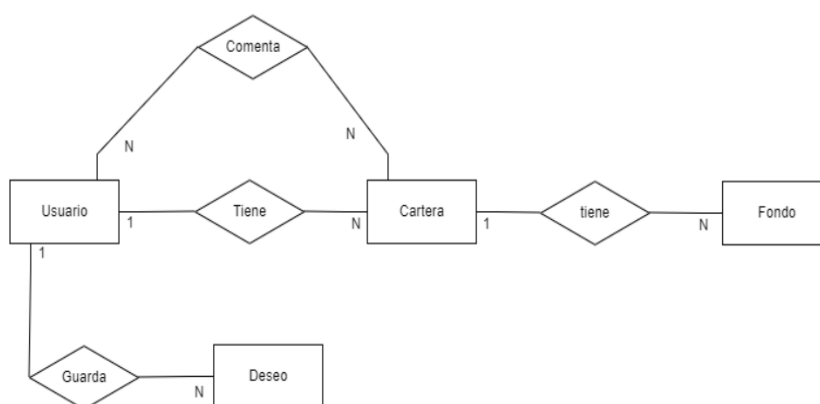 Comenta
N
N
Usuario
1
Tiene
N
Cartera
1
tiene
N
Fondo
1
Guarda
N
Deseo